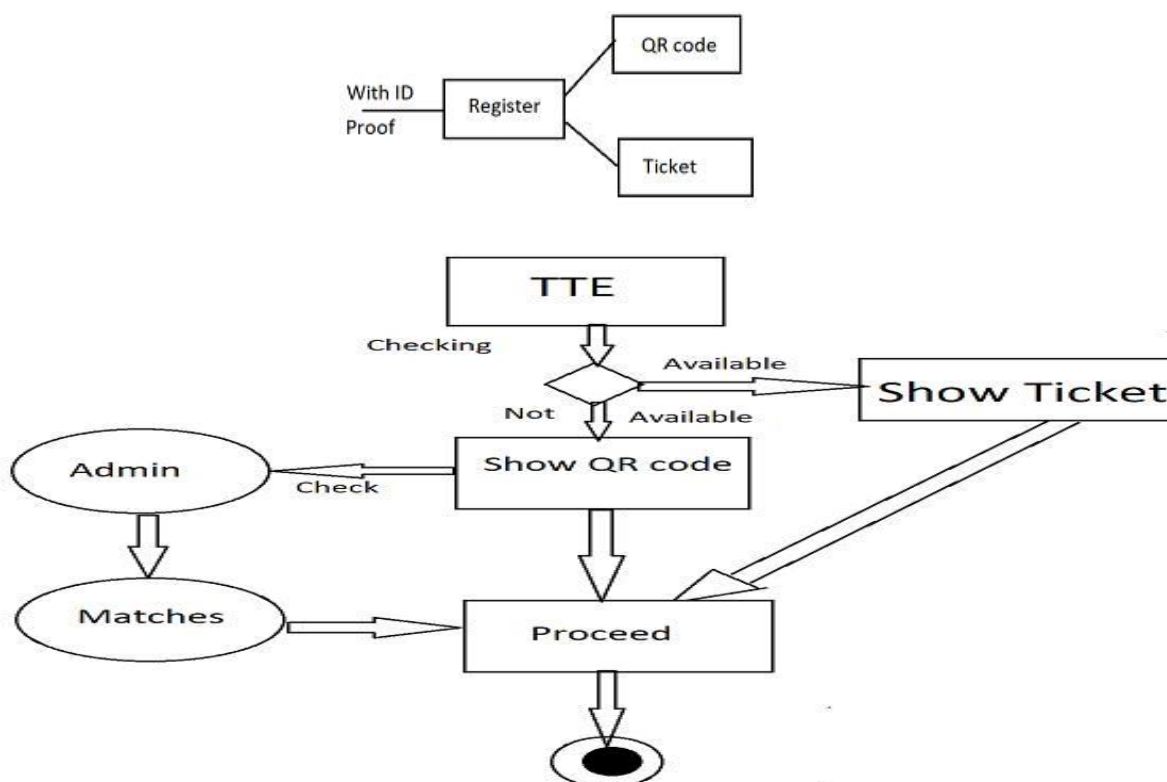 QR code
With ID
Proof
Register
Ticket
TTE
Checking
Available
Show Ticket
Not Available
Show QR code
Admin
Check
Matches
Proceed